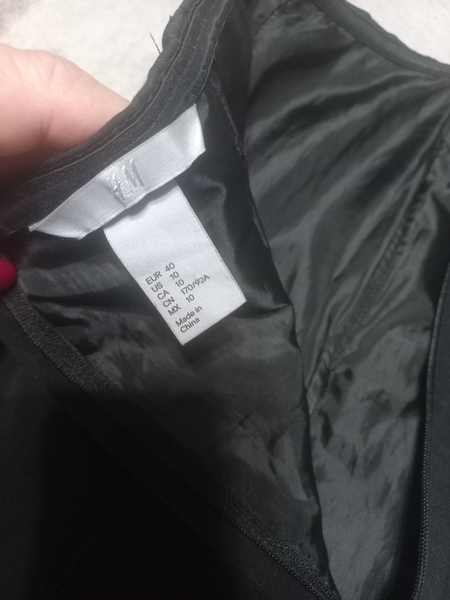 H&M
EUR 40
US 10
CA 10
CN 170/92A
MX 10
Made in
China